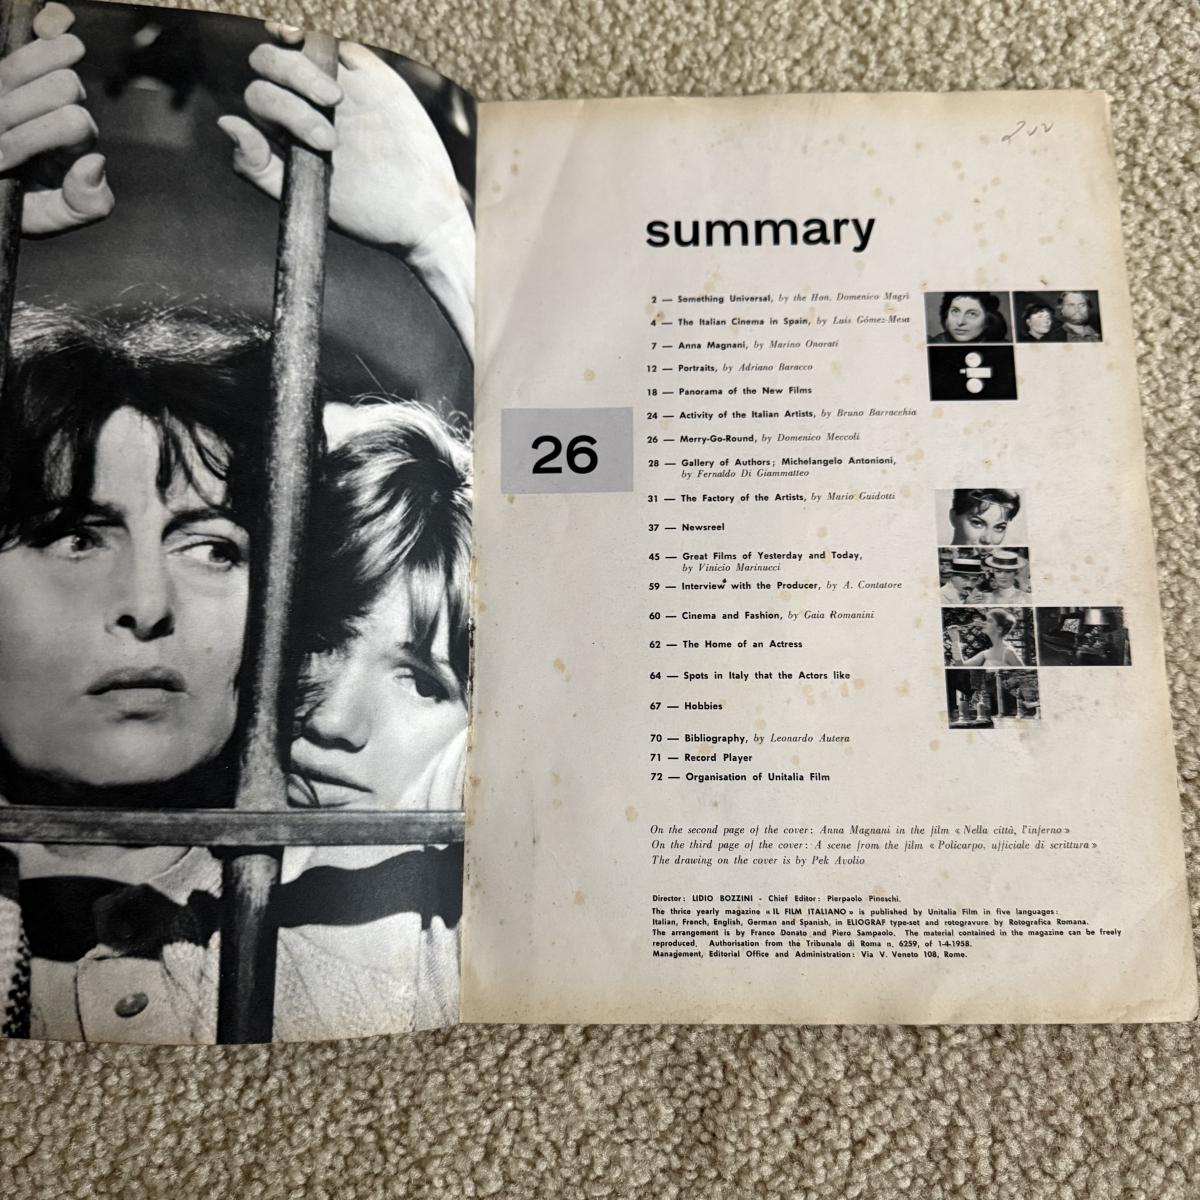 200
summary
26
2 — Something Universal, by the Hon. Domenico Magrì
4 — The Italian Cinema in Spain, by Luis Gómez-Mesa
7 — Anna Magnani, by Marino Onorati
12 — Portraits, by Adriano Baracco
18 — Panorama of the New Films
24 — Activity of the Italian Artists, by Bruno Barracchia
26 — Merry-Go-Round, by Domenico Meccoli
28 — Gallery of Authors; Michelangelo Antonioni,
by Fernaldo Di Giammatteo
31 — The Factory of the Artists, by Mario Guidotti
37 — Newsreel
45 — Great Films of Yesterday and Today,
by Vinicio Marinucci
59 — Interview with the Producer, by A. Contatore
60 — Cinema and Fashion, by Gaia Romanini
62 — The Home of an Actress
64 — Spots in Italy that the Actors like
67 — Hobbies
70 — Bibliography, by Leonardo Autera
71 — Record Player
72 — Organisation of Unitalia Film
On the second page of the cover: Anna Magnani in the film « Nella città, l'inferno »
On the third page of the cover: A scene from the film « Policarpo, ufficiale di scrittura »
The drawing on the cover is by Pek Avolio
Director: LIDIO BOZZINI - Chief Editor: Pierpaolo Pineschi.
The thrice yearly magazine « IL FILM ITALIANO » is published by Unitalia Film in five languages:
Italian, French, English, German and Spanish, in ELIOGRAF type-set and rotogravure by Rotografica Romana.
The arrangement is by Franco Donato and Piero Sampaolo. The material contained in the magazine can be freely
reproduced. Authorisation from the Tribunale di Roma n. 6259, of 1-4-1958.
Management, Editorial Office and Administration: Via V. Veneto 108, Rome.